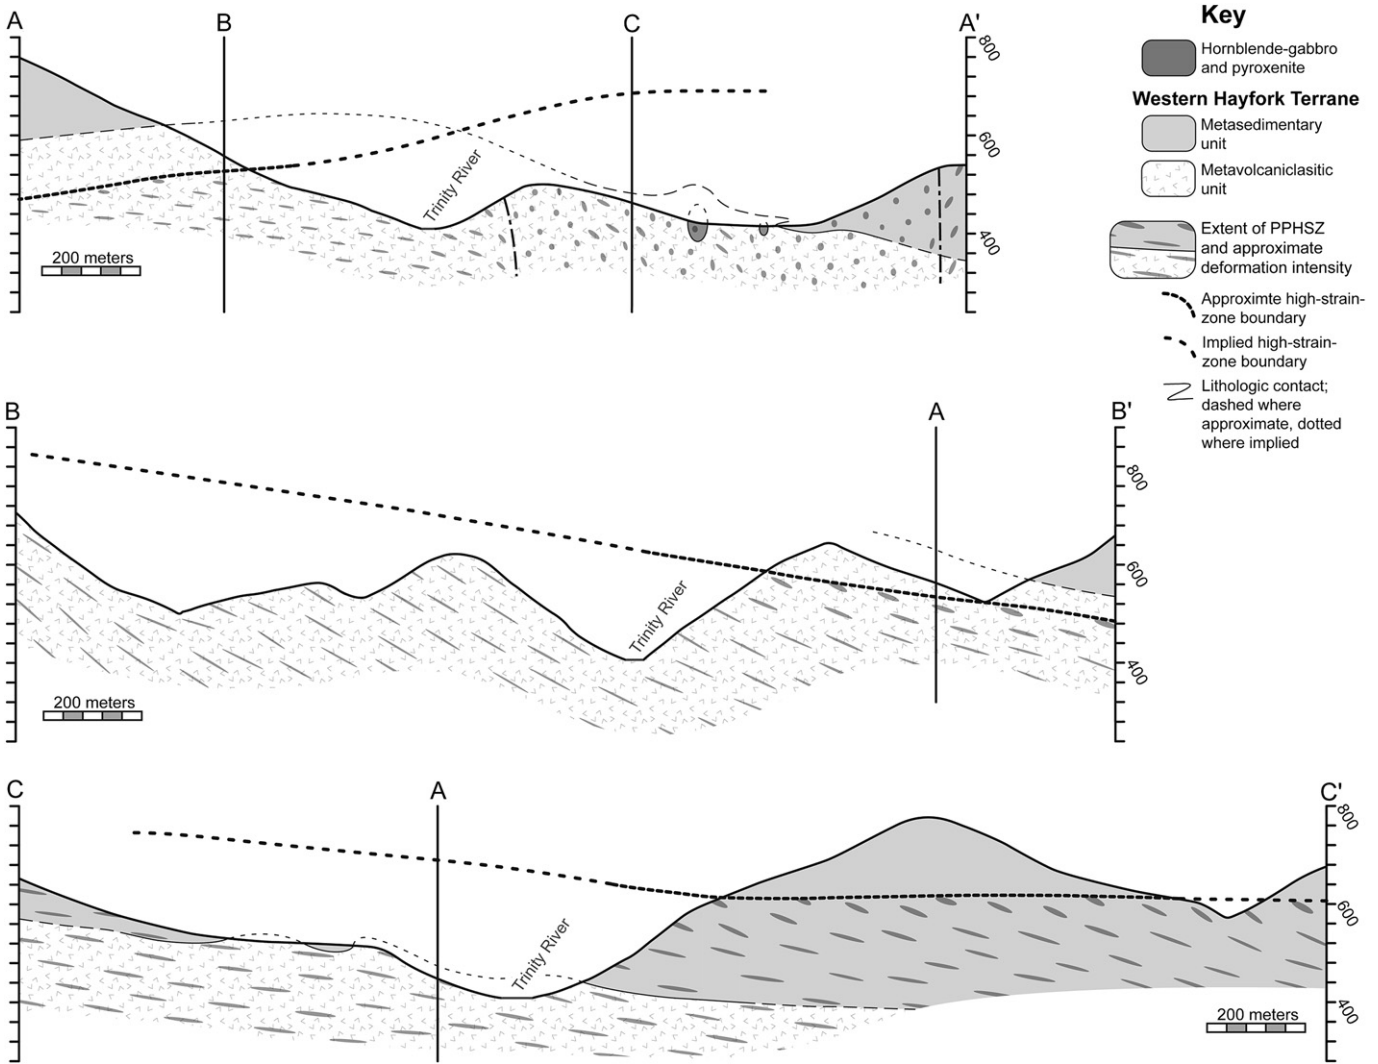 A
B
C
A'
800
600
400
Trinity River
200 meters
Key
Hornblende-gabbro
and pyroxenite
Western Hayfork Terrane
Metasedimentary
unit
Metavolcaniclasitic
unit
Extent of PPHSZ
and approximate
deformation intensity
Approximte high-strain-
zone boundary
Implied high-strain-
zone boundary
Lithologic contact;
dashed where
approximate, dotted
where implied
B
A
B'
800
600
400
Trinity River
200 meters
C
A
C'
800
600
400
Trinity River
200 meters